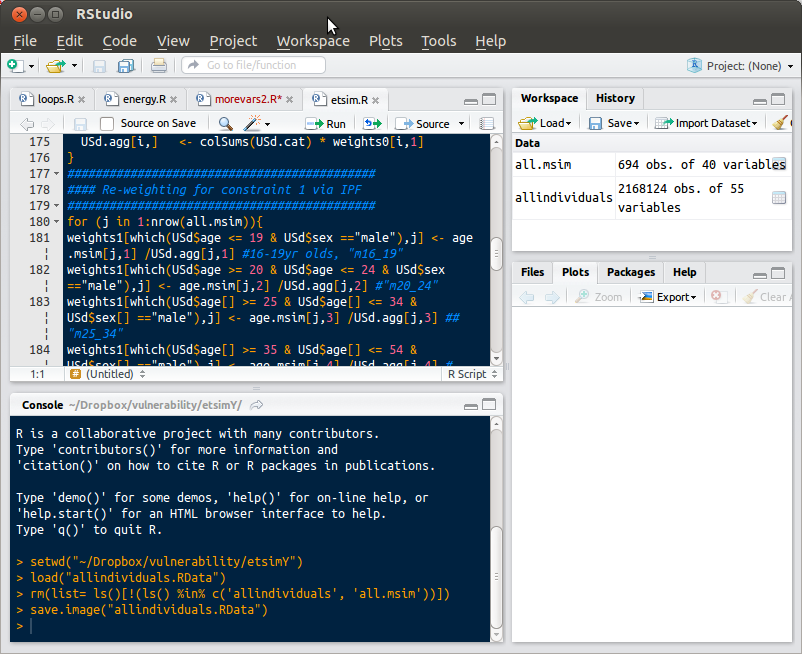 RStudio
File Edit Code View Project Workspace Plots Tools Help
Go to file/function
Project: (None)
loops.R
energy.R
morevars2.R*
etsim.R
Source on Save
Run
Source
175 USd.agg[i,] <- colSums(USd.cat) * weights0[i,1]
176 }
177 ############################################
178 #### Re-weighting for constraint 1 via IPF
179 ############################################
180 for (j in 1:nrow(all.msim)){
181 weights1[which(USd$age <= 19 & USd$sex =="male"),j] <- age
.msim[j,1] /USd.agg[j,1] #16-19yr olds, "m16_19"
182 weights1[which(USd$age >= 20 & USd$age <= 24 & USd$sex
=="male"),j] <- age.msim[j,2] /USd.agg[j,2] #"m20_24"
183 weights1[which(USd$age[] >= 25 & USd$age[] <= 34 &
USd$sex[] =="male"),j] <- age.msim[j,3] /USd.agg[j,3] ##
"m25_34"
184 weights1[which(USd$age[] >= 35 & USd$age[] <= 54 &
USd$sex[] =="male"),j] <- age.msim[j,4] /USd.agg[j,4] #
1:1 # (Untitled) R Script
Console ~/Dropbox/vulnerability/etsimY/
R is a collaborative project with many contributors.
Type 'contributors()' for more information and
'citation()' on how to cite R or R packages in publications.
Type 'demo()' for some demos, 'help()' for on-line help, or
'help.start()' for an HTML browser interface to help.
Type 'q()' to quit R.
> setwd("~/Dropbox/vulnerability/etsimY")
> load("allindividuals.RData")
> rm(list= ls()[!(ls() %in% c('allindividuals', 'all.msim'))])
> save.image("allindividuals.RData")
>
Workspace History
Load Save Import Dataset C
Data
all.msim 694 obs. of 40 variables
allindividuals 2168124 obs. of 55
variables
Files Plots Packages Help
Zoom Export Clear A